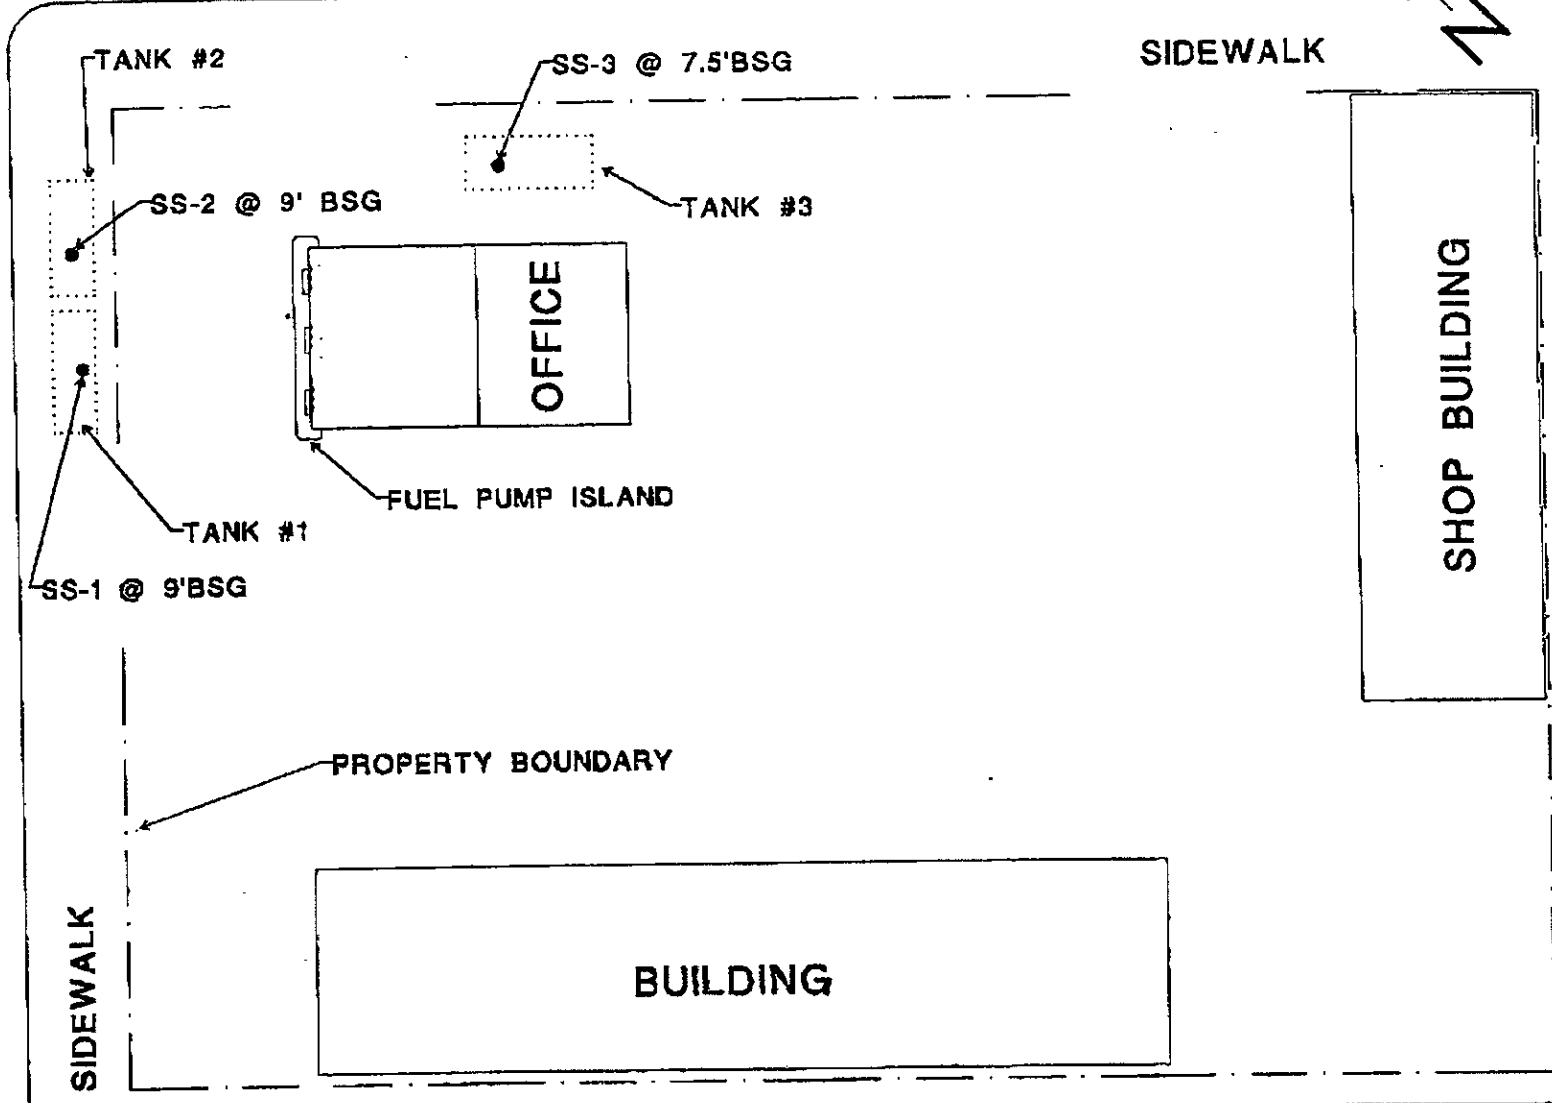 SIDEWALK
N
TANK #2
SS-3 @ 7.5'BSG
SS-2 @ 9' BSG
TANK #3
OFFICE
SHOP BUILDING
FUEL PUMP ISLAND
TANK #1
SS-1 @ 9'BSG
PROPERTY BOUNDARY
SIDEWALK
BUILDING